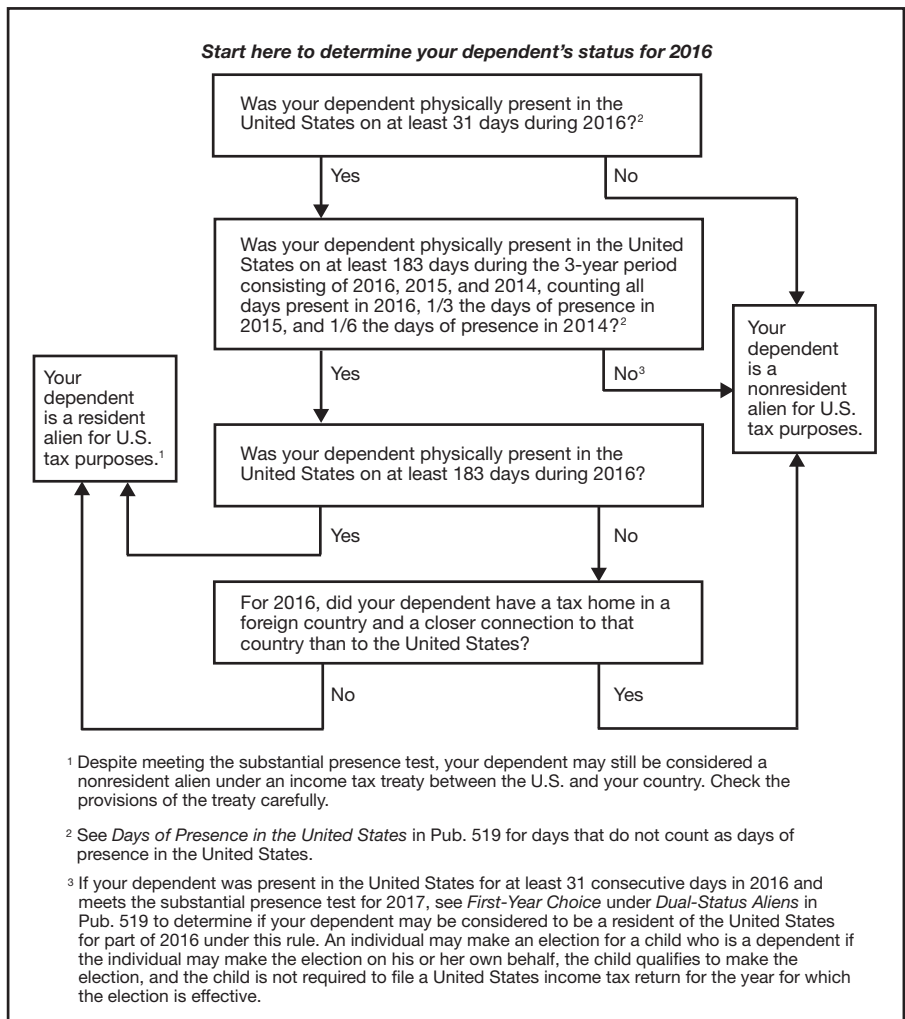 Start here to determine your dependent's status for 2016
Was your dependent physically present in the
United States on at least 31 days during 2016?2
Yes
No
Was your dependent physically present in the United
States on at least 183 days during the 3-year period
consisting of 2016, 2015, and 2014, counting all
days present in 2016, 1/3 the days of presence in
2015, and 1/6 the days of presence in 2014?2
Your
dependent
is a
nonresident
alien for U.S.
tax purposes.
Your
dependent
is a resident
alien for U.S.
tax purposes.1
Yes
No3
Was your dependent physically present in the
United States on at least 183 days during 2016?
Yes
No
For 2016, did your dependent have a tax home in a
foreign country and a closer connection to that
country than to the United States?
No
Yes
1 Despite meeting the substantial presence test, your dependent may still be considered a
nonresident alien under an income tax treaty between the U.S. and your country. Check the
provisions of the treaty carefully.
2 See Days of Presence in the United States in Pub. 519 for days that do not count as days of
presence in the United States.
3 If your dependent was present in the United States for at least 31 consecutive days in 2016 and
meets the substantial presence test for 2017, see First-Year Choice under Dual-Status Aliens in
Pub. 519 to determine if your dependent may be considered to be a resident of the United States
for part of 2016 under this rule. An individual may make an election for a child who is a dependent if
the individual may make the election on his or her own behalf, the child qualifies to make the
election, and the child is not required to file a United States income tax return for the year for which
the election is effective.